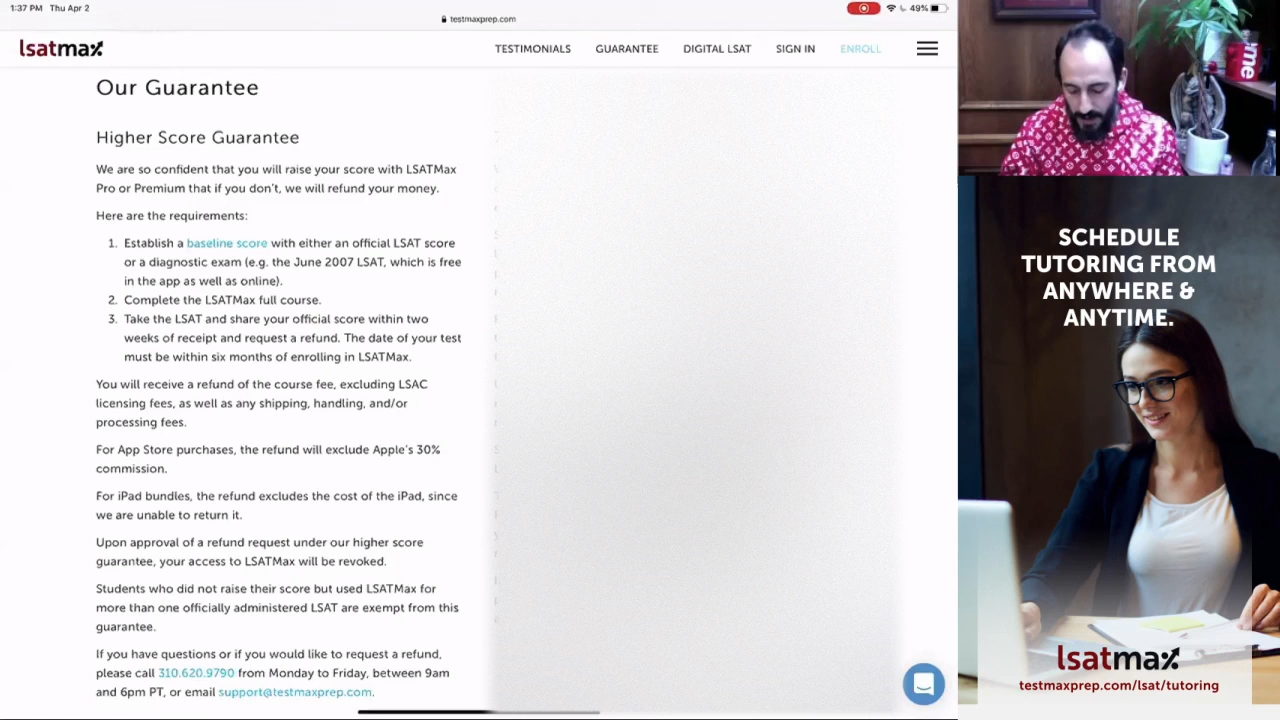 1:37 PM Thu Apr 2
49%
testmaxprep.com
lsatmax
TESTIMONIALS
GUARANTEE
DIGITAL LSAT
SIGN IN
ENROLL
Our Guarantee
Higher Score Guarantee
We are so confident that you will raise your score with LSATMax
Pro or Premium that if you don't, we will refund your money.
Here are the requirements:
1. Establish a baseline score with either an official LSAT score
or a diagnostic exam (e.g. the June 2007 LSAT, which is free
in the app as well as online).
2. Complete the LSATMax full course.
3. Take the LSAT and share your official score within two
weeks of receipt and request a refund. The date of your test
must be within six months of enrolling in LSATMax.
You will receive a refund of the course fee, excluding LSAC
licensing fees, as well as any shipping, handling, and/or
processing fees.
For App Store purchases, the refund will exclude Apple's 30%
commission.
For iPad bundles, the refund excludes the cost of the iPad, since
we are unable to return it.
Upon approval of a refund request under our higher score
guarantee, your access to LSATMax will be revoked.
Students who did not raise their score but used LSATMax for
more than one officially administered LSAT are exempt from this
guarantee.
If you have questions or if you would like to request a refund,
please call 310.620.9790 from Monday to Friday, between 9am
and 6pm PT, or email support@testmaxprep.com.
me
SCHEDULE
TUTORING FROM
ANYWHERE &
ANYTIME.
lsatmax
testmaxprep.com/lsat/tutoring